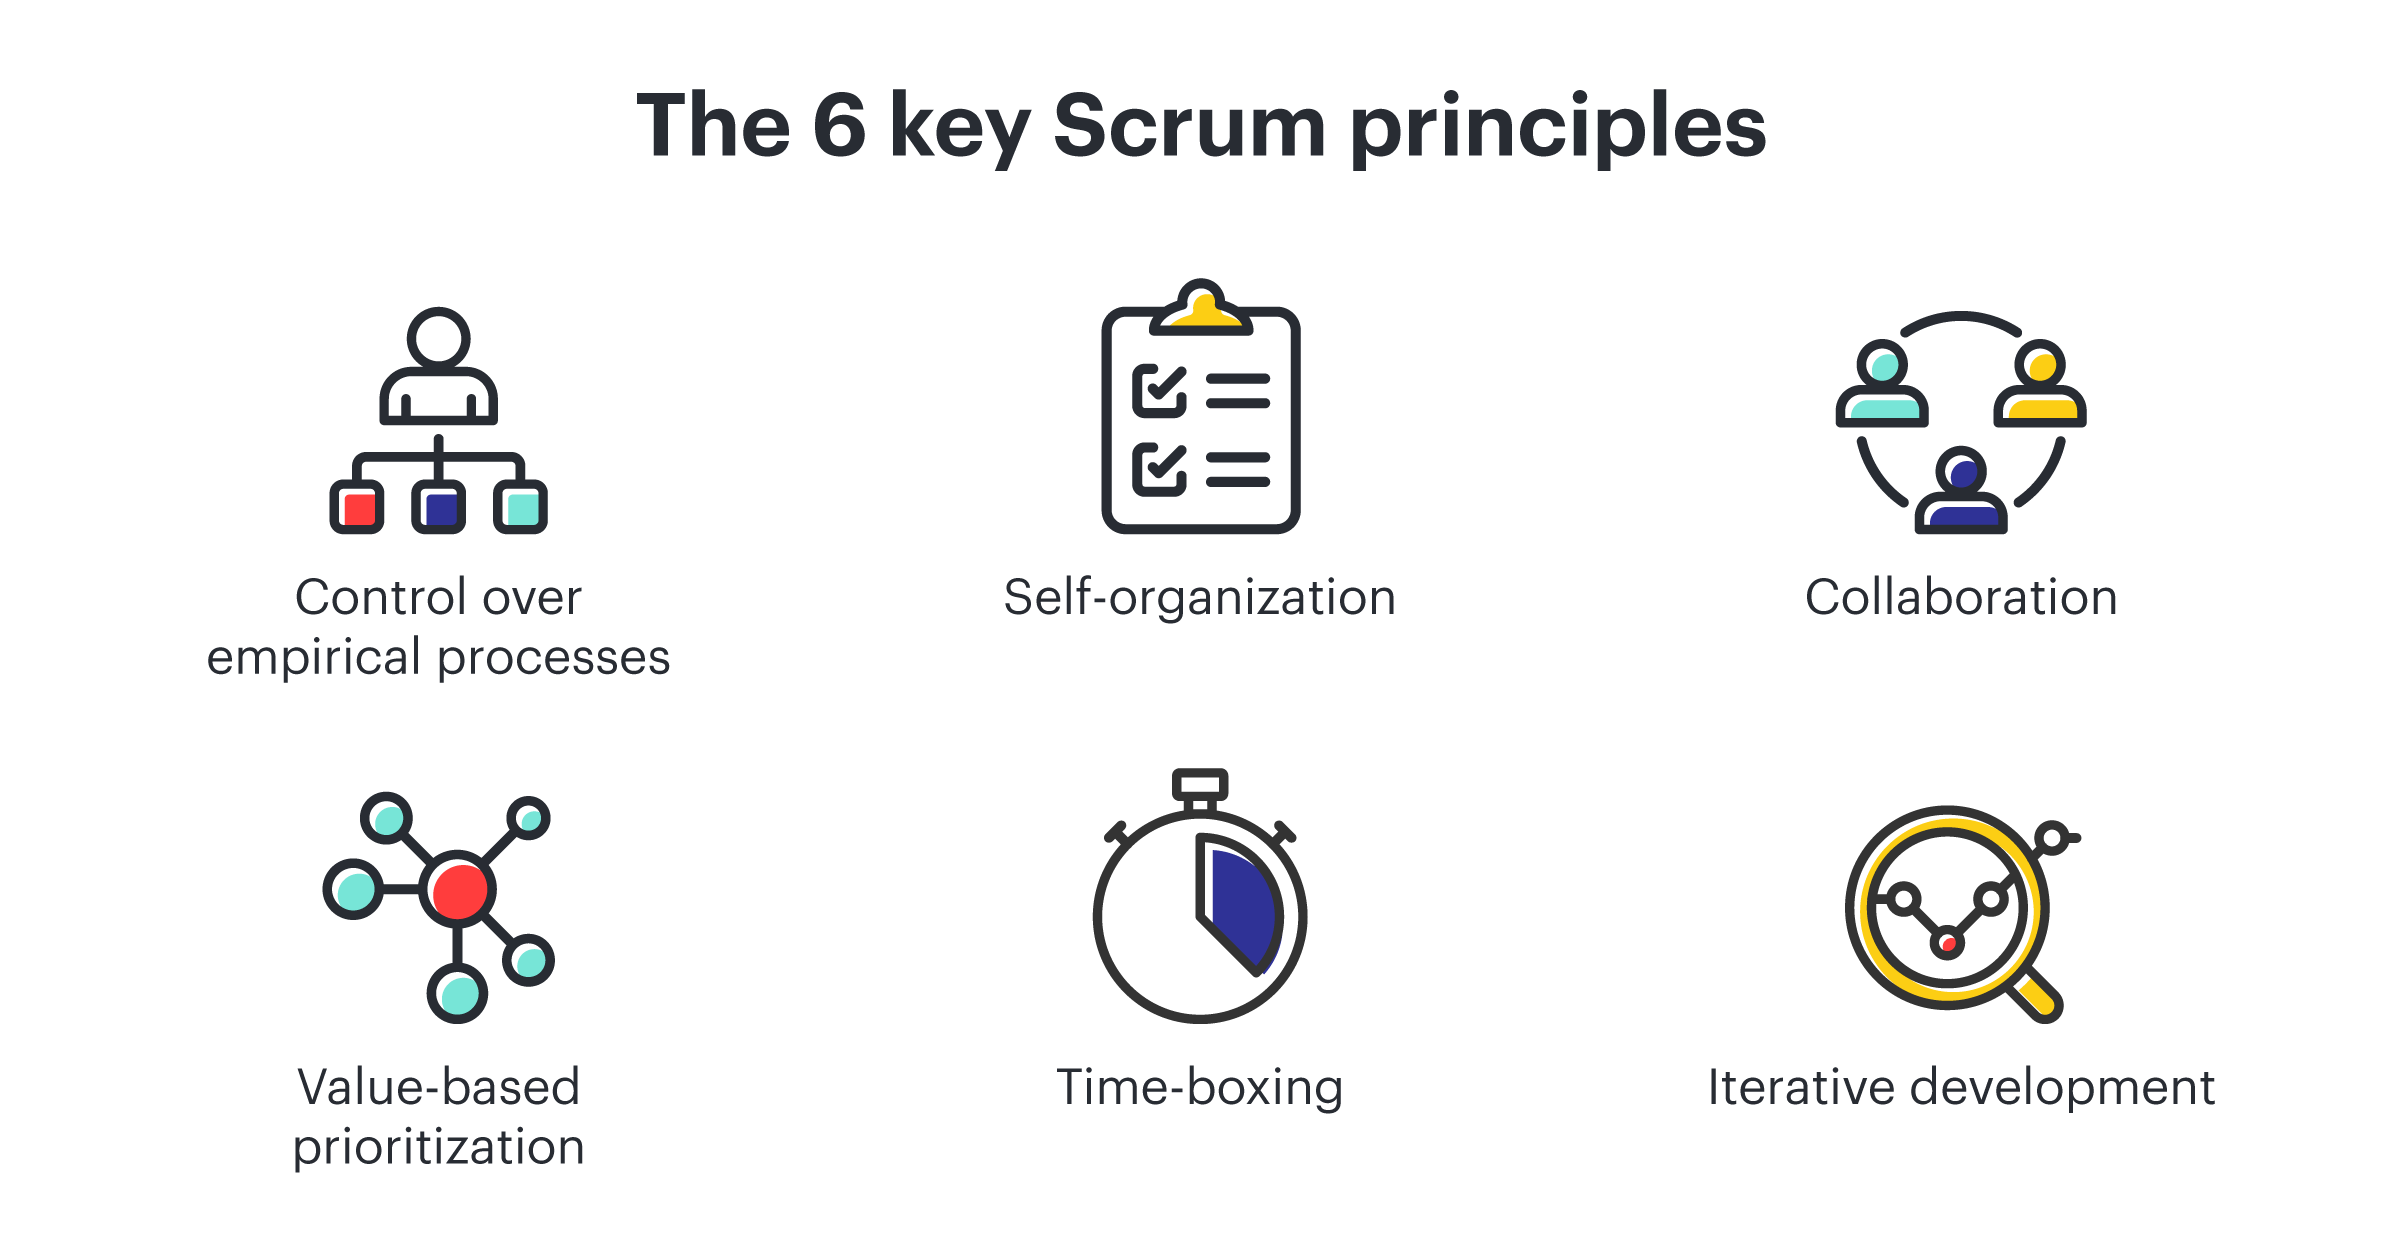 The 6 key Scrum principles
Control over
empirical processes
Self-organization
Collaboration
Value-based
prioritization
Time-boxing
Iterative development